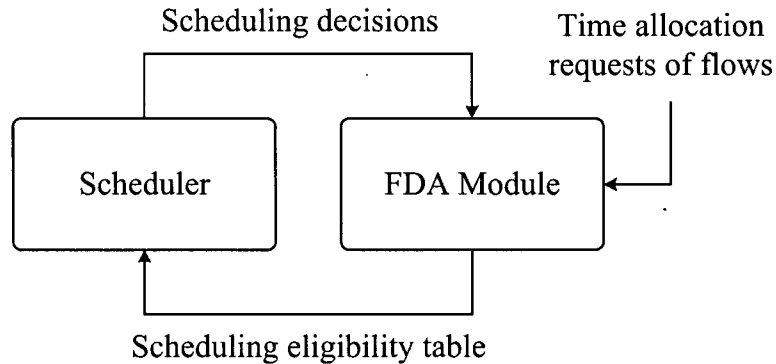 Scheduling decisions
Time allocation
requests of flows
Scheduler
FDA Module
Scheduling eligibility table